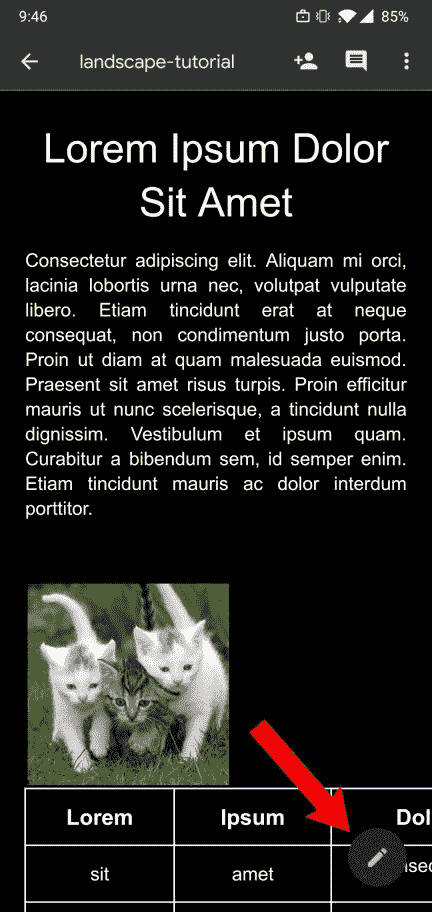 9:46
85%
landscape-tutorial
Lorem Ipsum Dolor
Sit Amet
Consectetur adipiscing elit. Aliquam mi orci,
lacinia lobortis urna nec, volutpat vulputate
libero. Etiam tincidunt erat at neque
consequat, non condimentum justo porta.
Proin ut diam at quam malesuada euismod.
Praesent sit amet risus turpis. Proin efficitur
mauris ut nunc scelerisque, a tincidunt nulla
dignissim. Vestibulum et ipsum quam.
Curabitur a bibendum sem, id semper enim.
Etiam tincidunt mauris ac dolor interdum
porttitor.
Lorem Ipsum Dol
sit amet